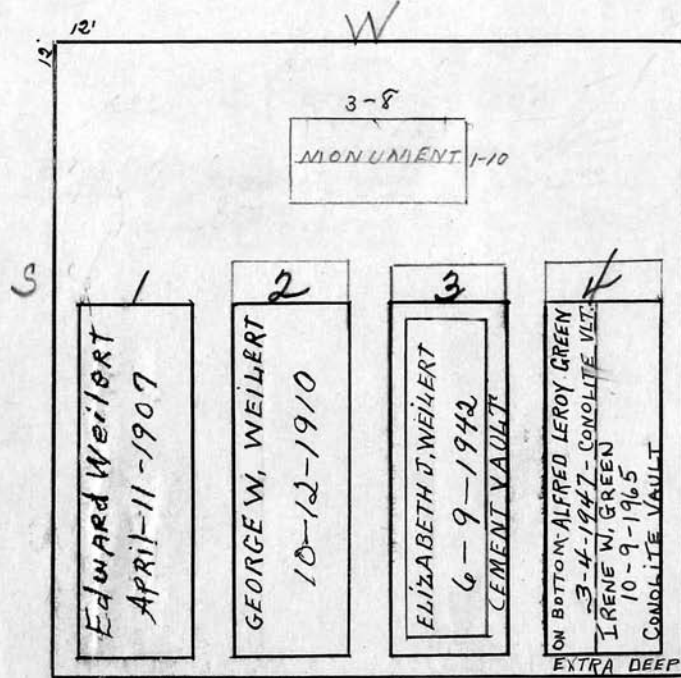 12'
12'
W
3-8
MONUMENT 1-10
S
1
Edward Weilert
APRIL-11-1907
2
GEORGE W. WEILERT
10-12-1910
3
ELIZABETH J. WEILERT
6-9-1942
CEMENT VAULT
4
ON BOTTOM-ALFRED LEROY GREEN
3-4-1947-CONOLITE VLT.
IRENE W. GREEN
10-9-1965
CONOLITE VAULT
EXTRA DEEP